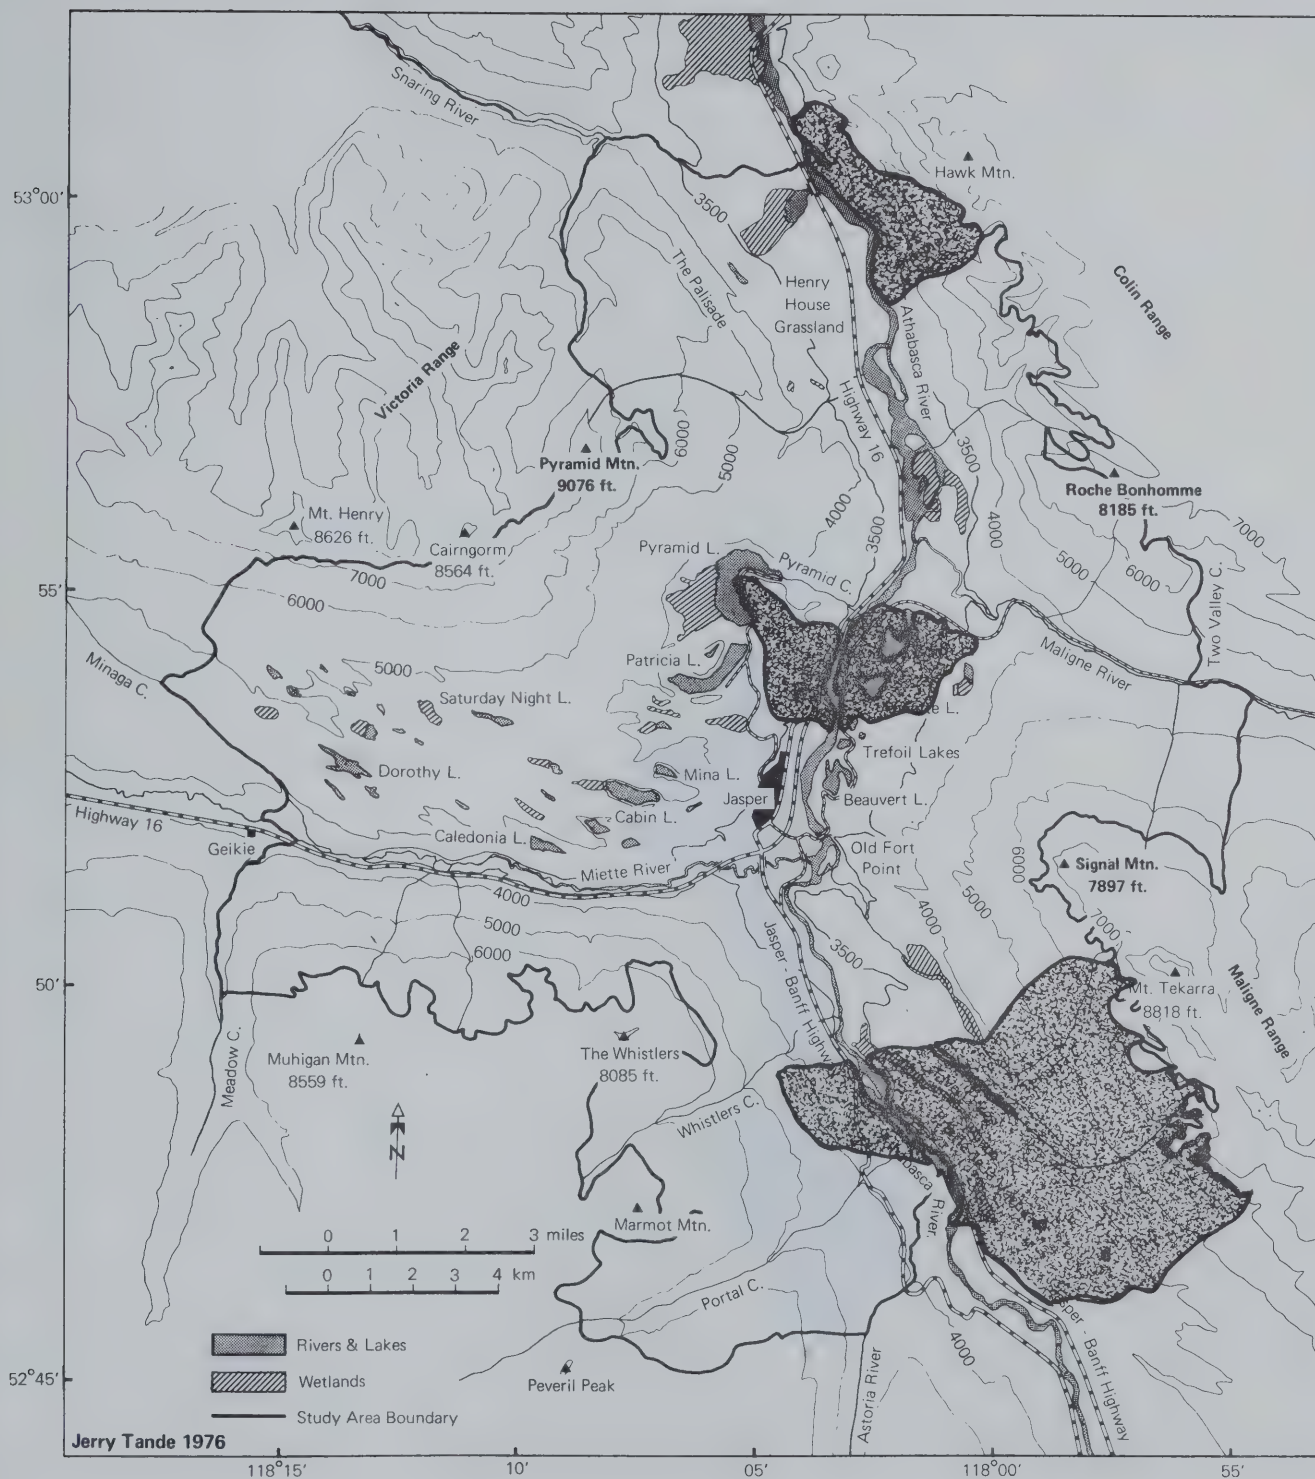 Snaring River
Hawk Mtn.
53°00'
3500
The Palisade
Henry
House
Grassland
Colin Range
Athabasca River
Victoria Range
Highway 16
6000
5000
3500
Pyramid Mtn.
9076 ft.
4000
3500
Roche Bonhomme
8185 ft.
4000
7000
Mt. Henry
8626 ft.
Cairngorm
8564 ft.
Pyramid L.
Pyramid C.
5000
6000
Two Valley C.
55'
7000
6000
5000
Minaga C.
Patricia L.
Maligne River
Saturday Night L.
L.
Trefoil Lakes
Dorothy L.
Mina L.
Jasper
Beauvert L.
Cabin L.
Highway 16
Geikie
Caledonia L.
Miette River
Old Fort
Point
6000
Signal Mtn.
7897 ft.
4000
5000
6000
4000
5000
7000
Jasper - Banff Highway
3500
50'
Mt. Tekarra
8818 ft.
Maligne Range
Meadow C.
Muhigan Mtn.
8559 ft.
The Whistlers
8085 ft.
Whistlers C.
N
River
Marmot Mtn.
0 1 2 3 miles
0 1 2 3 4 km
Portal C.
4000
Banff Highway
Rivers & Lakes
Wetlands
Study Area Boundary
Peveril Peak
Astoria River
52°45'
Jerry Tande 1976
118°15' 10' 05' 118°00' 55'